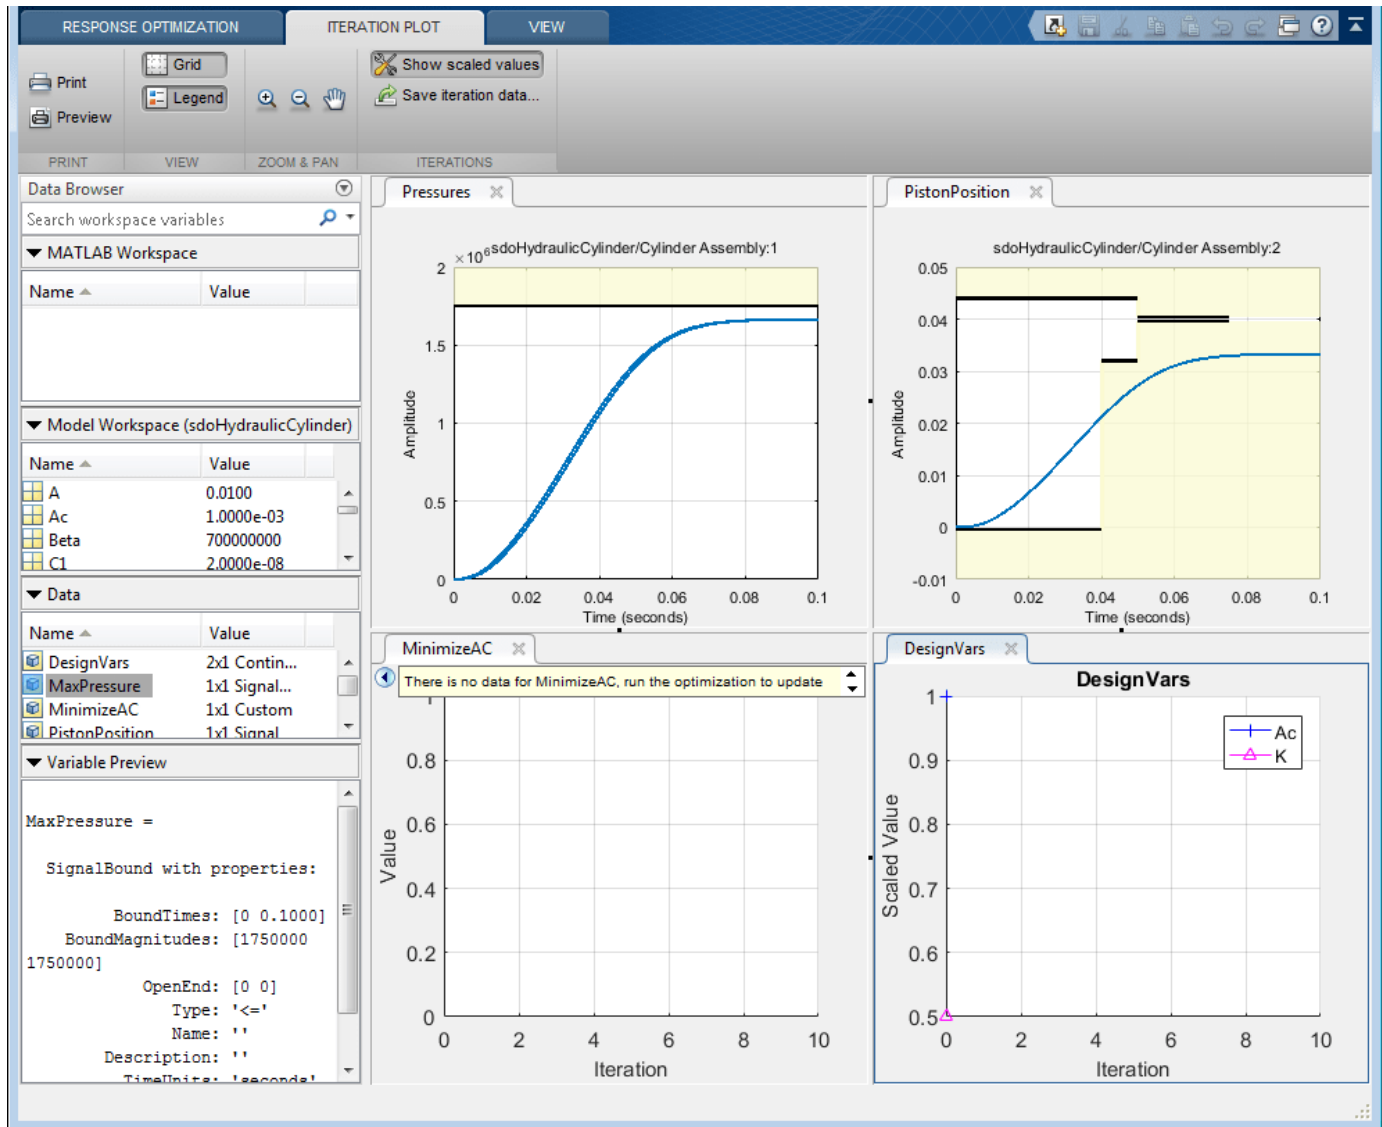 RESPONSE OPTIMIZATION ITERATION PLOT VIEW
Print
Preview
Grid
Legend
Show scaled values
Save iteration data...
PRINT VIEW ZOOM & PAN ITERATIONS
Data Browser
Search workspace variables
MATLAB Workspace
Name Value
Model Workspace (sdoHydraulicCylinder)
Name Value
A 0.0100
Ac 1.0000e-03
Beta 700000000
C1 2.0000e-08
Data
Name Value
DesignVars 2x1 Contin...
MaxPressure 1x1 Signal...
MinimizeAC 1x1 Custom
PistonPosition 1x1 Signal
Variable Preview
MaxPressure =
SignalBound with properties:
BoundTimes: [0 0.1000]
BoundMagnitudes: [1750000
1750000]
OpenEnd: [0 0]
Type: '<='
Name: ''
Description: ''
TimeUnits: 'seconds'
Pressures
×10⁶ sdoHydraulicCylinder/Cylinder Assembly:1
2
1.5
1
0.5
0
Amplitude
0 0.02 0.04 0.06 0.08 0.1
Time (seconds)
PistonPosition
sdoHydraulicCylinder/Cylinder Assembly:2
0.05
0.04
0.03
0.02
0.01
0
-0.01
Amplitude
0 0.02 0.04 0.06 0.08 0.1
Time (seconds)
MinimizeAC
There is no data for MinimizeAC, run the optimization to update
1
0.8
0.6
0.4
0.2
0
Value
0 2 4 6 8 10
Iteration
DesignVars
DesignVars
Ac
K
1
0.9
0.8
0.7
0.6
0.5
Scaled Value
0 2 4 6 8 10
Iteration